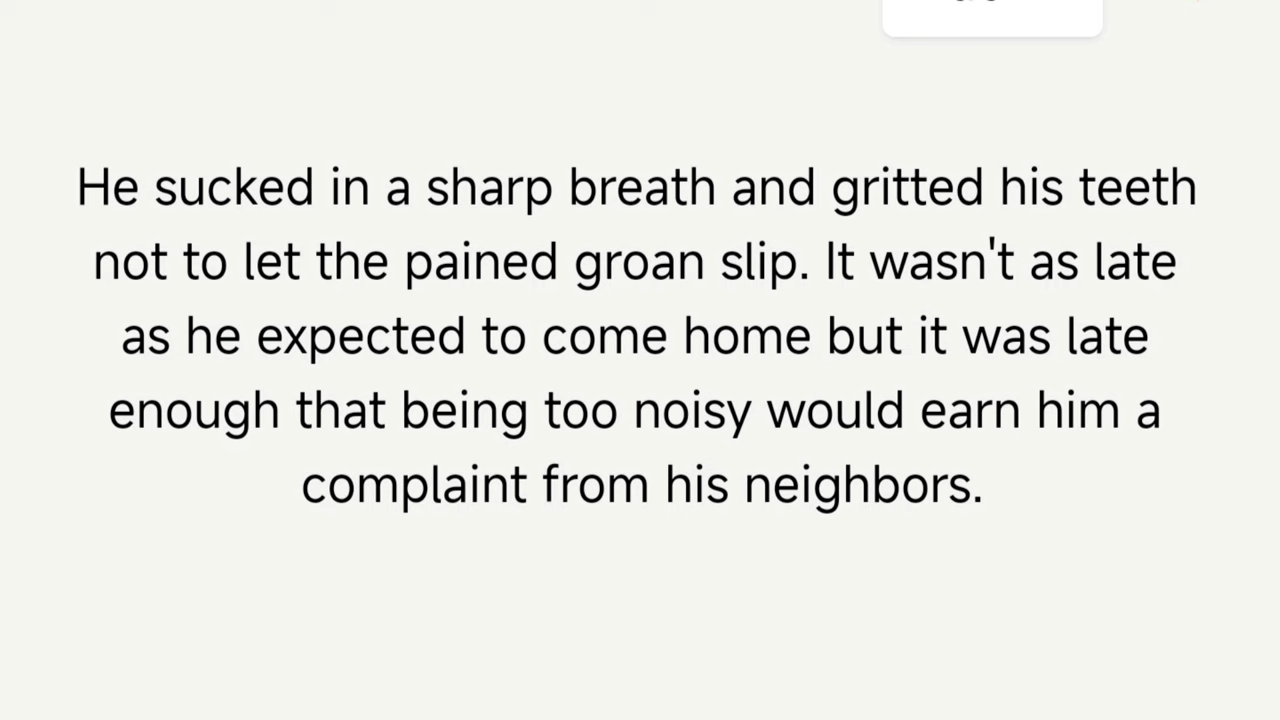 He sucked in a sharp breath and gritted his teeth
not to let the pained groan slip. It wasn't as late
as he expected to come home but it was late
enough that being too noisy would earn him a
complaint from his neighbors.